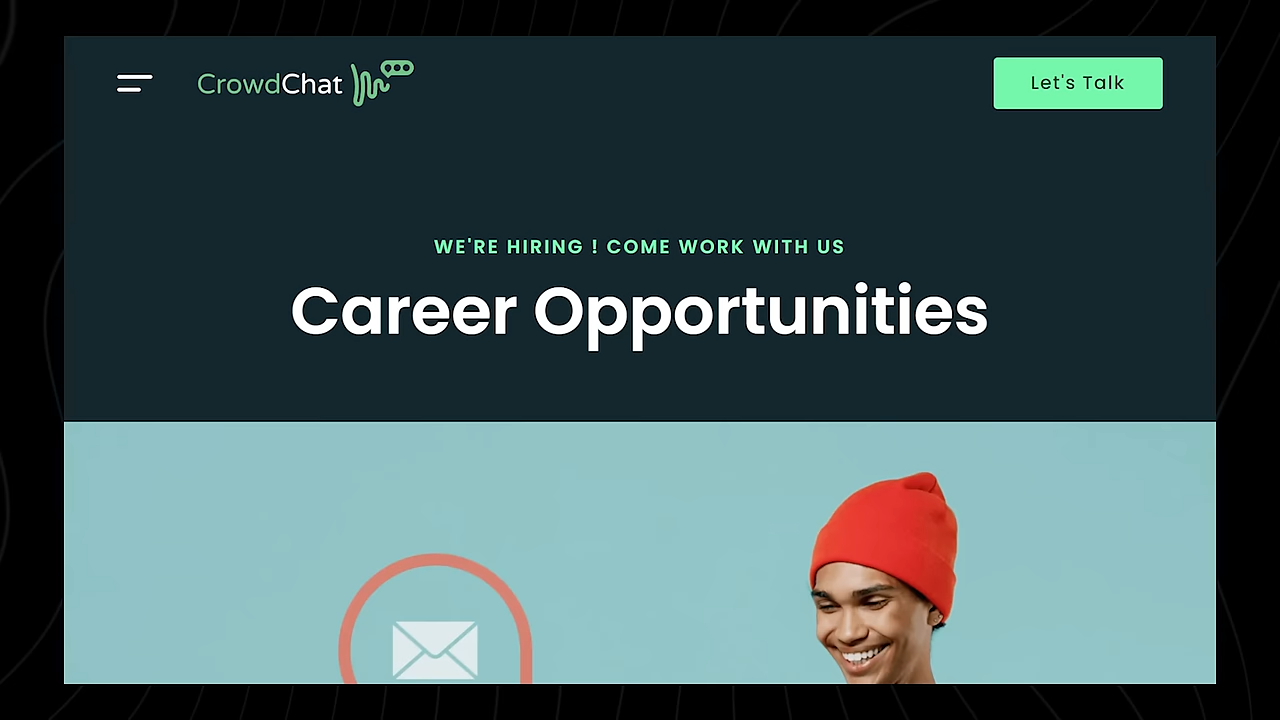 CrowdChat
Let's Talk
WE'RE HIRING ! COME WORK WITH US
Career Opportunities